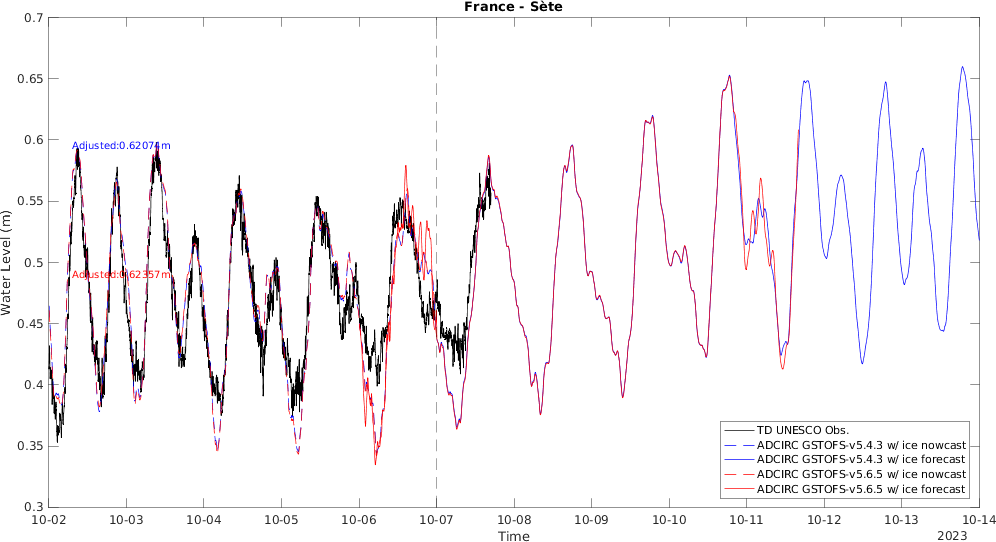 France - Sète
Water Level (m)
0.7
0.65
0.6
0.55
0.5
0.45
0.4
0.35
0.3
Adjusted:0.62074m
Adjusted:0.62357m
TD UNESCO Obs.
ADCIRC GSTOFS-v5.4.3 w/ ice nowcast
ADCIRC GSTOFS-v5.4.3 w/ ice forecast
ADCIRC GSTOFS-v5.6.5 w/ ice nowcast
ADCIRC GSTOFS-v5.6.5 w/ ice forecast
10-02 10-03 10-04 10-05 10-06 10-07 10-08 10-09 10-10 10-11 10-12 10-13 10-14
Time
2023